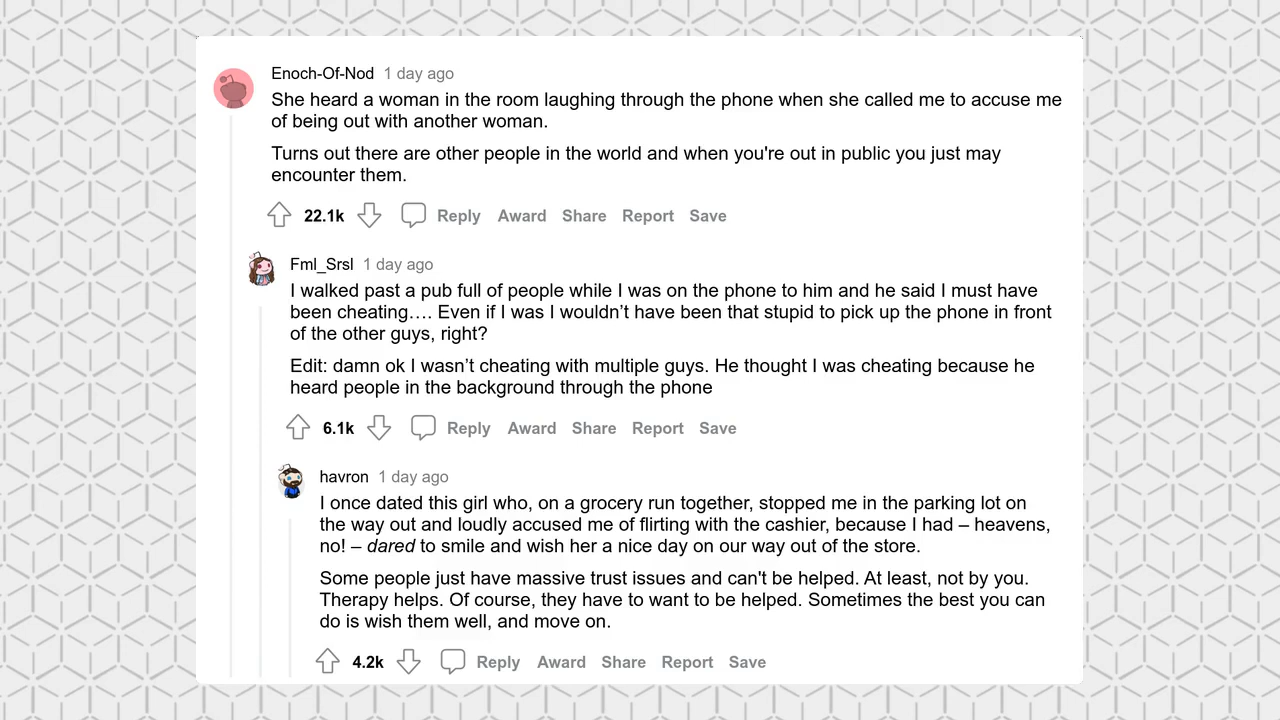 Enoch-Of-Nod 1 day ago
She heard a woman in the room laughing through the phone when she called me to accuse me
of being out with another woman.
Turns out there are other people in the world and when you're out in public you just may
encounter them.
22.1k Reply Award Share Report Save
Fml_Srsl 1 day ago
I walked past a pub full of people while I was on the phone to him and he said I must have
been cheating…. Even if I was I wouldn’t have been that stupid to pick up the phone in front
of the other guys, right?
Edit: damn ok I wasn’t cheating with multiple guys. He thought I was cheating because he
heard people in the background through the phone
6.1k Reply Award Share Report Save
havron 1 day ago
I once dated this girl who, on a grocery run together, stopped me in the parking lot on
the way out and loudly accused me of flirting with the cashier, because I had – heavens,
no! – dared to smile and wish her a nice day on our way out of the store.
Some people just have massive trust issues and can't be helped. At least, not by you.
Therapy helps. Of course, they have to want to be helped. Sometimes the best you can
do is wish them well, and move on.
4.2k Reply Award Share Report Save